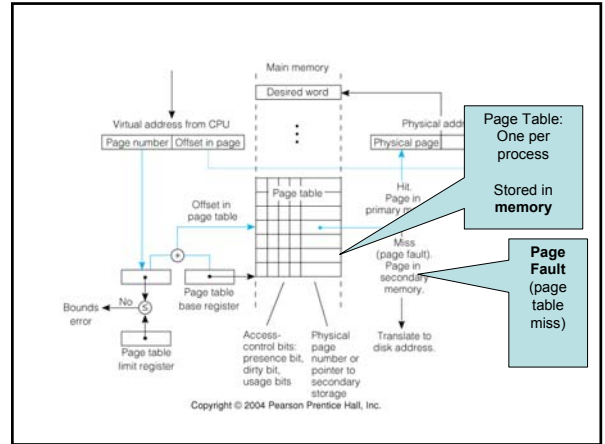 Main memory
Desired word
Virtual address from CPU
Page number Offset in page
Physical
Physical page
Page Table:
One per
process
Stored in
memory
Page table
Offset in
page table
Hit.
Page in
primary
Miss
(page fault).
Page in
secondary
memory.
Page
Fault
(page
table
miss)
No
≤
+
Bounds
error
Page table
base register
Page table
limit register
Access-
control bits:
presence bit,
dirty bit,
usage bits
Physical
page
number or
pointer to
secondary
storage
Translate to
disk address.
Copyright © 2004 Pearson Prentice Hall, Inc.